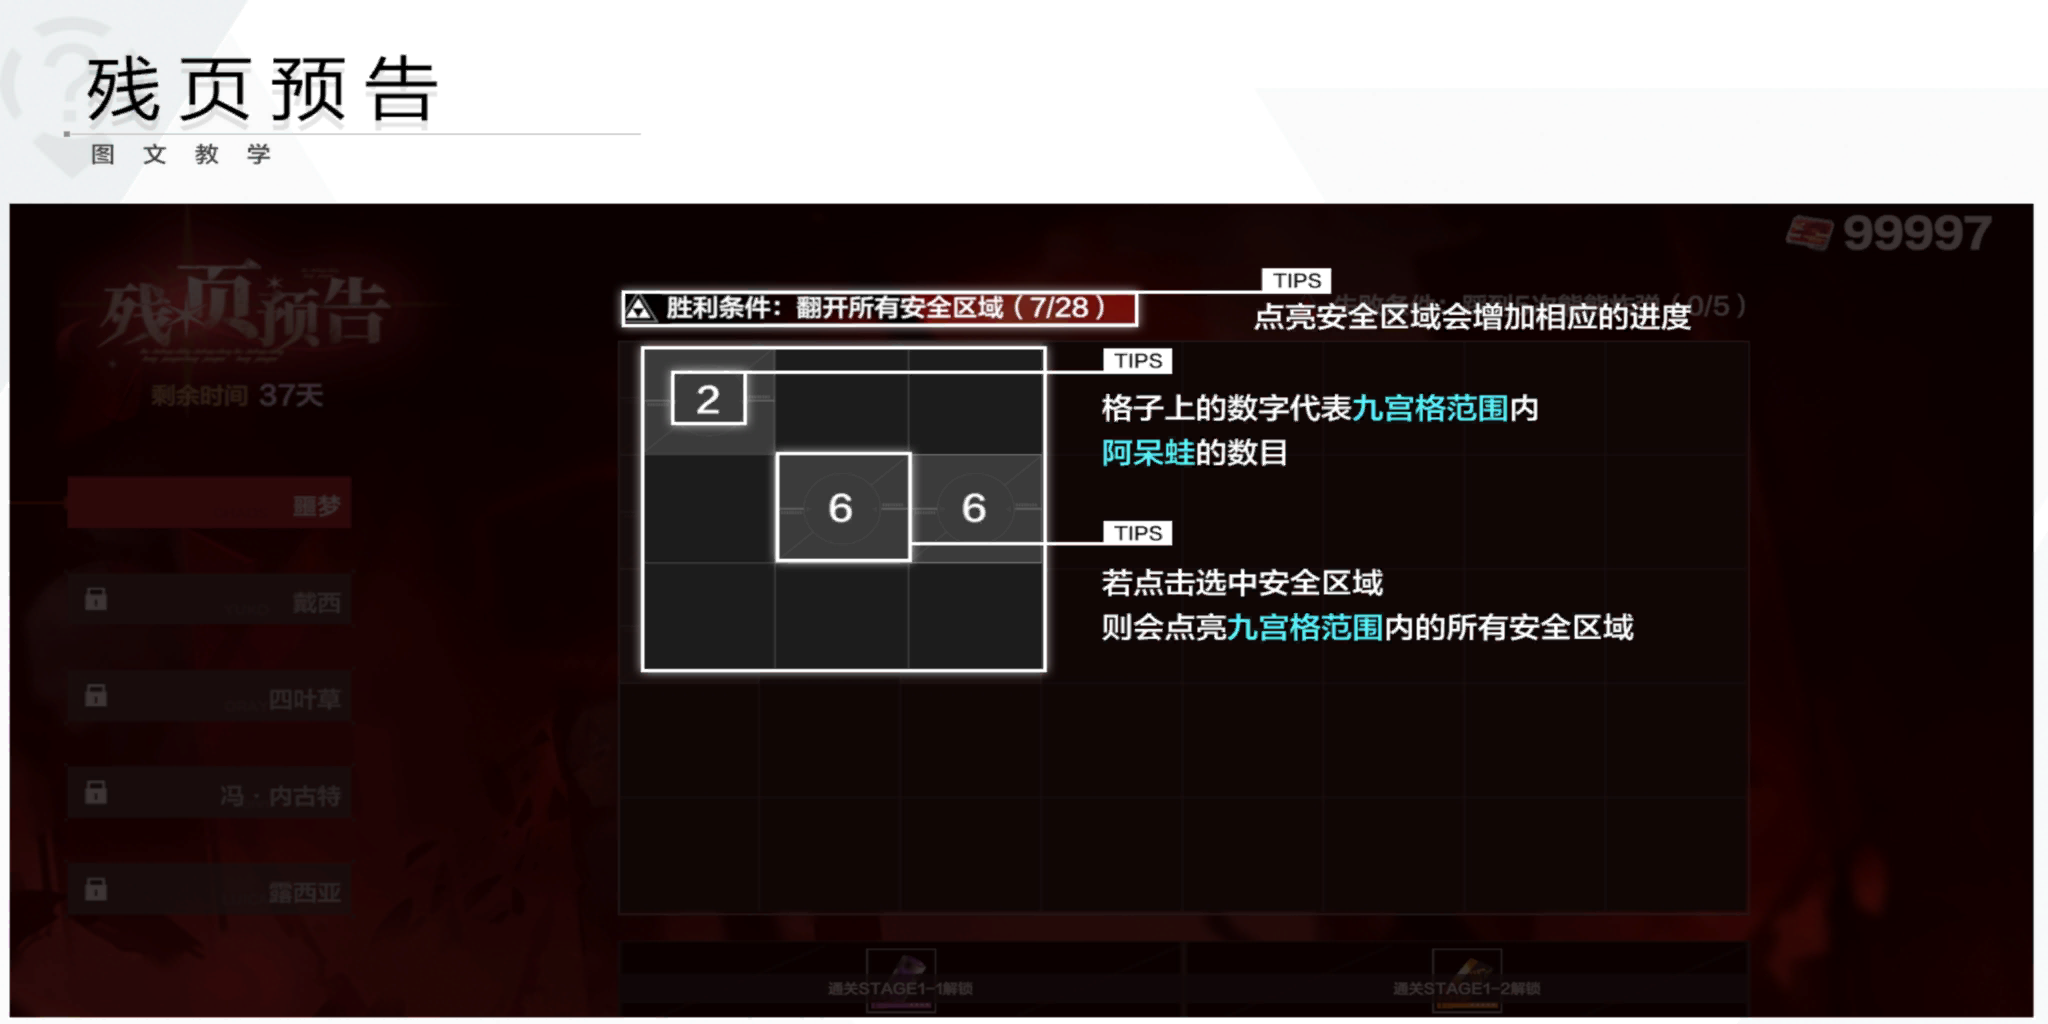 残页预告
图文教学
99997
残页预告
剩余时间 37天
胜利条件：翻开所有安全区域（7/28）
TIPS
0/5）
点亮安全区域会增加相应的进度
TIPS
2
格子上的数字代表九宫格范围内
阿呆蛙的数目
6 6
TIPS
若点击选中安全区域
则会点亮九宫格范围内的所有安全区域
噩梦
戴西
四叶草
冯·内古特
露西亚
通关STAGE1-1解锁
通关STAGE1-2解锁